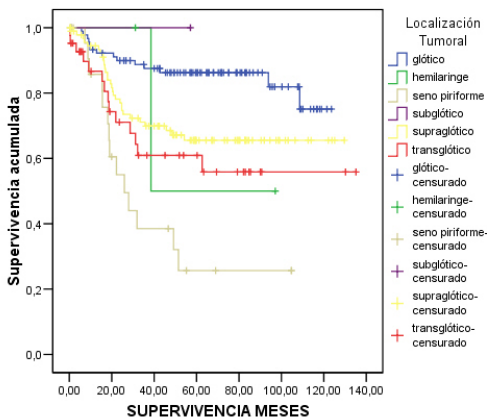 Localización
Tumoral
glótico
hemilaringe
seno piriforme
subglótico
supraglótico
transglótico
glótico-
censurado
hemilaringe-
censurado
seno piriforme-
censurado
subglótico-
censurado
supraglótico-
censurado
transglótico-
censurado
Supervivencia acumulada
1,0
0,8
0,6
0,4
0,2
0,0
0,00 20,00 40,00 60,00 80,00 100,00 120,00 140,00
SUPERVIVENCIA MESES